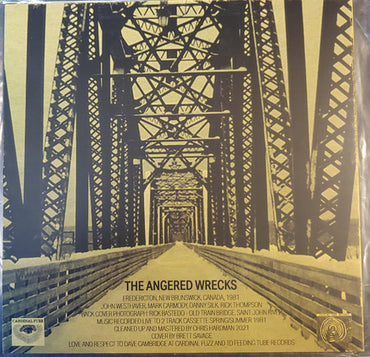 THE ANGERED WRECKS
FREDERICTON, NEW BRUNSWICK, CANADA, 1981
JOHN WESTHAVER, MARK CARMODY, DANNY SILK, RICK THOMPSON
BACK COVER PHOTOGRAPH: RICK BASTEDO - OLD TRAIN BRIDGE, SAINT JOHN RIVER
MUSIC RECORDED LIVE TO 2 TRACK CASSETTE SPRING/SUMMER 1981
CLEANED UP AND MASTERED BY CHRIS HARDMAN 2021
COVER BY BRETT SAVAGE
LOVE AND RESPECT TO DAVE CAMBRIDGE AT CARDINAL FUZZ AND TO FEEDING TUBE RECORDS
CARDINAL FUZZ